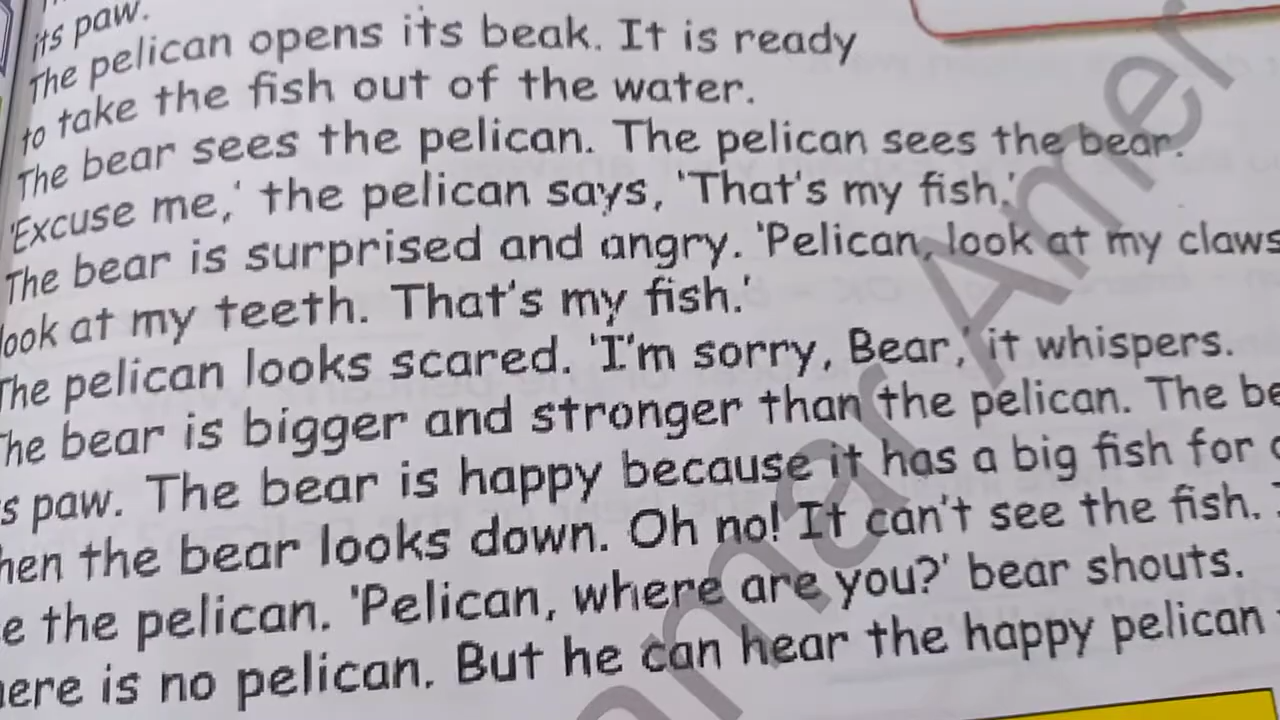 its paw.
The pelican opens its beak. It is ready
to take the fish out of the water.
The bear sees the pelican. The pelican sees the bear.
'Excuse me,' the pelican says, 'That's my fish.'
The bear is surprised and angry. 'Pelican, look at my claws
look at my teeth. That's my fish.'
The pelican looks scared. 'I'm sorry, Bear,' it whispers.
The bear is bigger and stronger than the pelican. The
paw. The bear is happy because it has a big fish for
the bear looks down. Oh no! It can't see the fish.
the pelican. 'Pelican, where are you?' bear shouts.
is no pelican. But he can hear the happy pelican
Amer